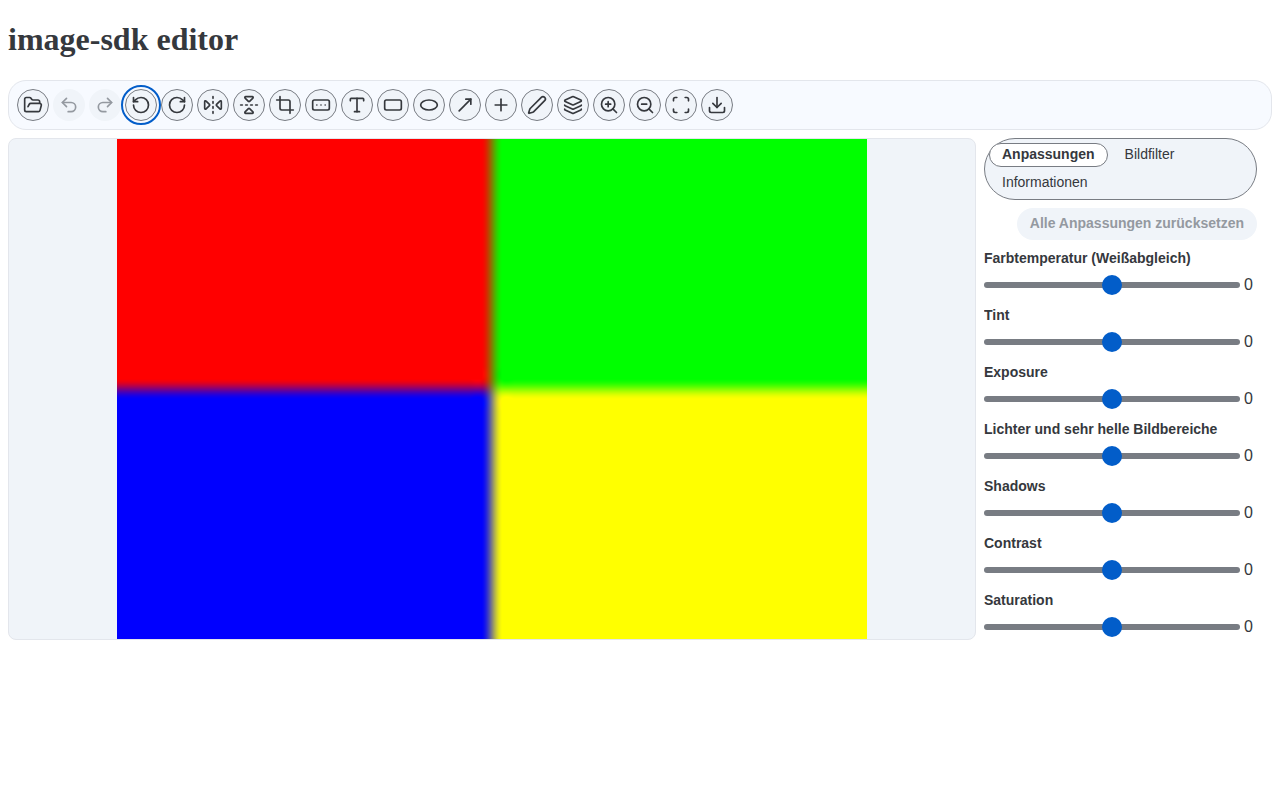 image-sdk editor
Anpassungen
Bildfilter
Informationen
Alle Anpassungen zurücksetzen
Farbtemperatur (Weißabgleich)
0
Tint
0
Exposure
0
Lichter und sehr helle Bildbereiche
0
Shadows
0
Contrast
0
Saturation
0